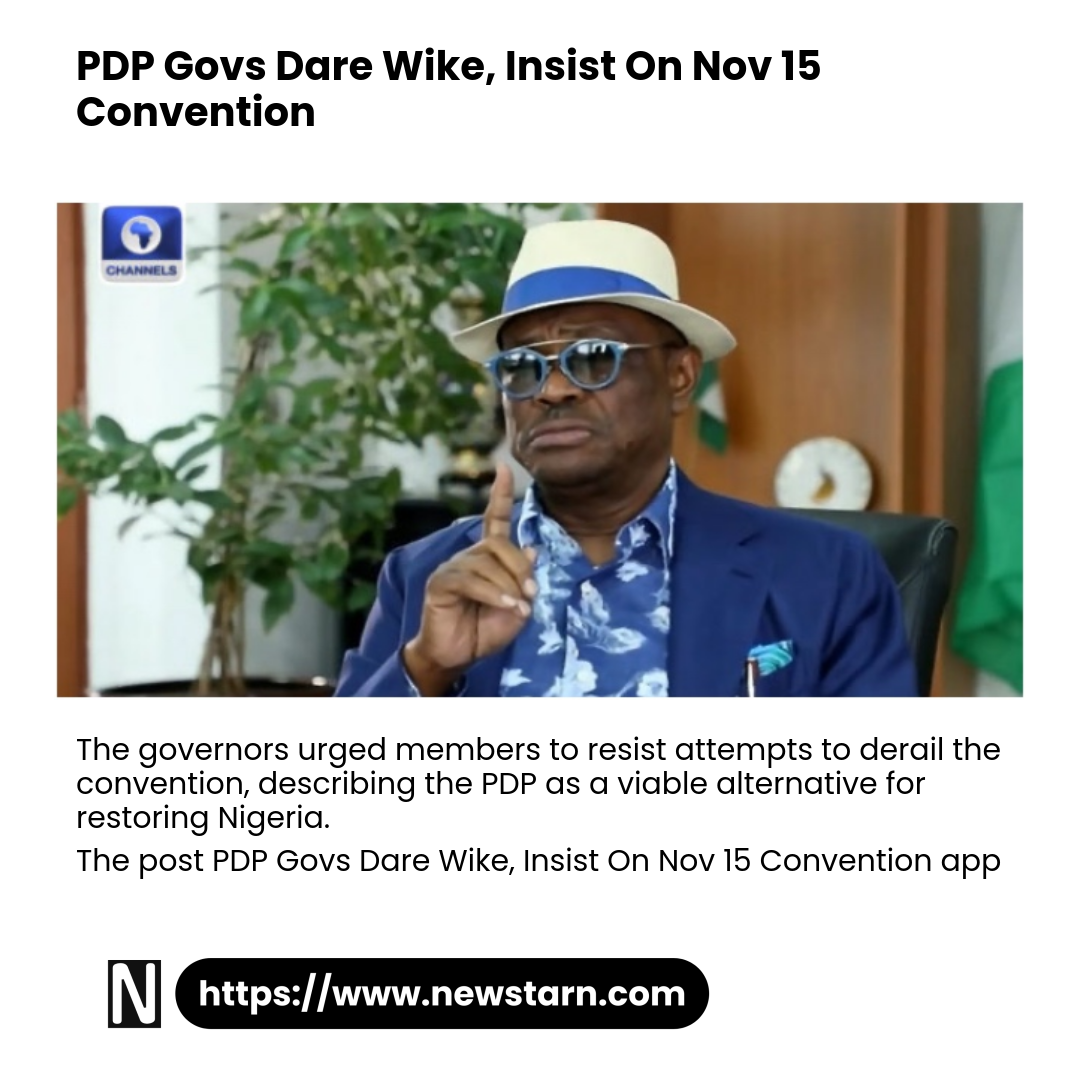 PDP Govs Dare Wike, Insist On Nov 15
Convention
CHANNELS
The governors urged members to resist attempts to derail the
convention, describing the PDP as a viable alternative for
restoring Nigeria.
The post PDP Govs Dare Wike, Insist On Nov 15 Convention app
N
https://www.newstarn.com